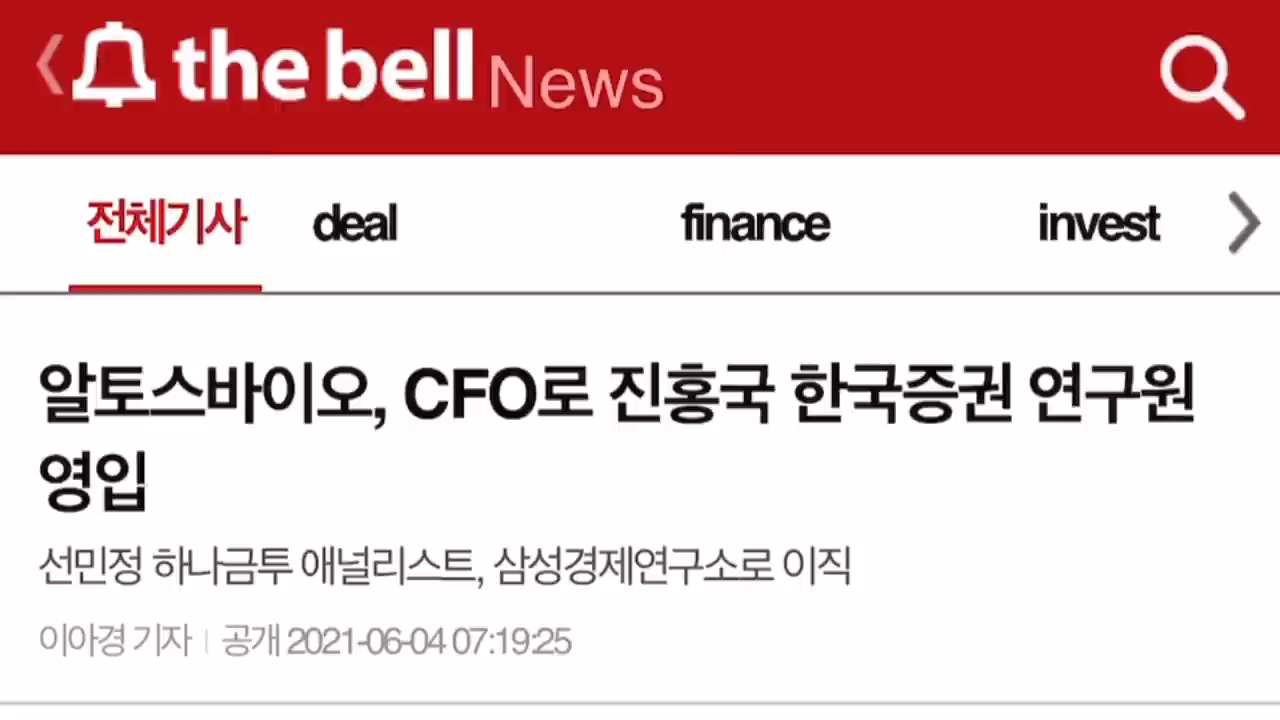 the bell News
전체기사 deal finance invest
알토스바이오, CFO로 진홍국 한국증권 연구원
영입
선민정 하나금투 애널리스트, 삼성경제연구소로 이직
이아경 기자 | 공개 2021-06-04 07:19:25